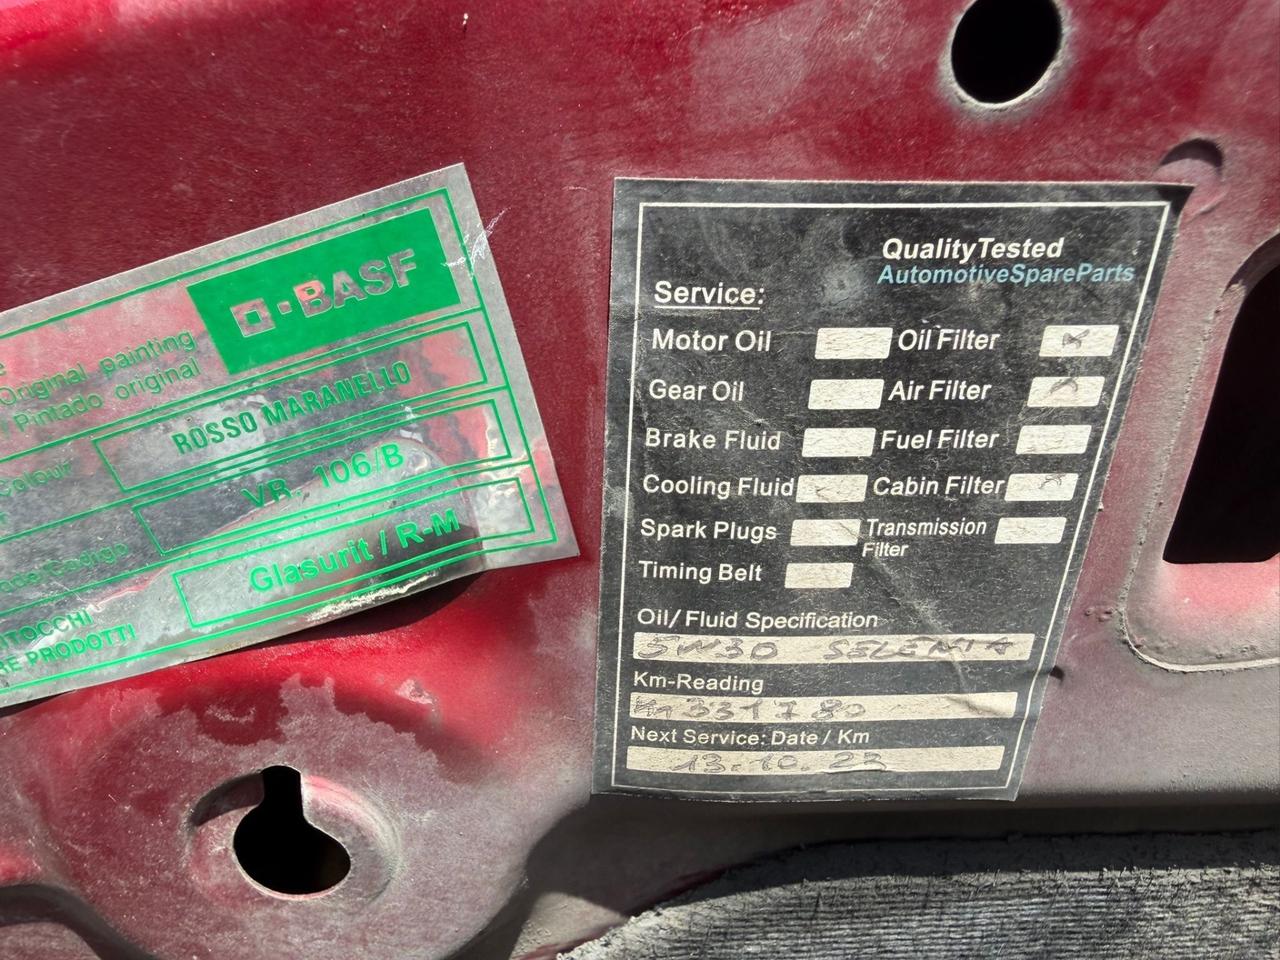 BASF
Original painting
/ Pintado original
ROSSO MARANELLO
VR. 106/B
Glasurit / R-M
RE PRODOTTI
QualityTested
AutomotiveSpareParts
Service:
Motor Oil Oil Filter x
Gear Oil Air Filter
Brake Fluid Fuel Filter
Cooling Fluid Cabin Filter x
Spark Plugs Transmission Filter
Timing Belt
Oil/ Fluid Specification
5W30 SELENIA
Km-Reading
331780
Next Service: Date / Km
13.10.23